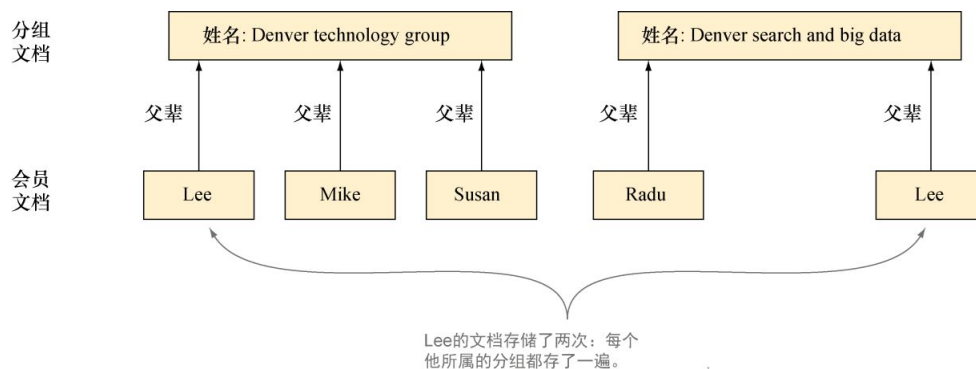 分组
文档
姓名: Denver technology group
姓名: Denver search and big data
父辈
父辈
父辈
父辈
父辈
会员
文档
Lee
Mike
Susan
Radu
Lee
Lee的文档存储了两次：每个
他所属的分组都存了一遍。